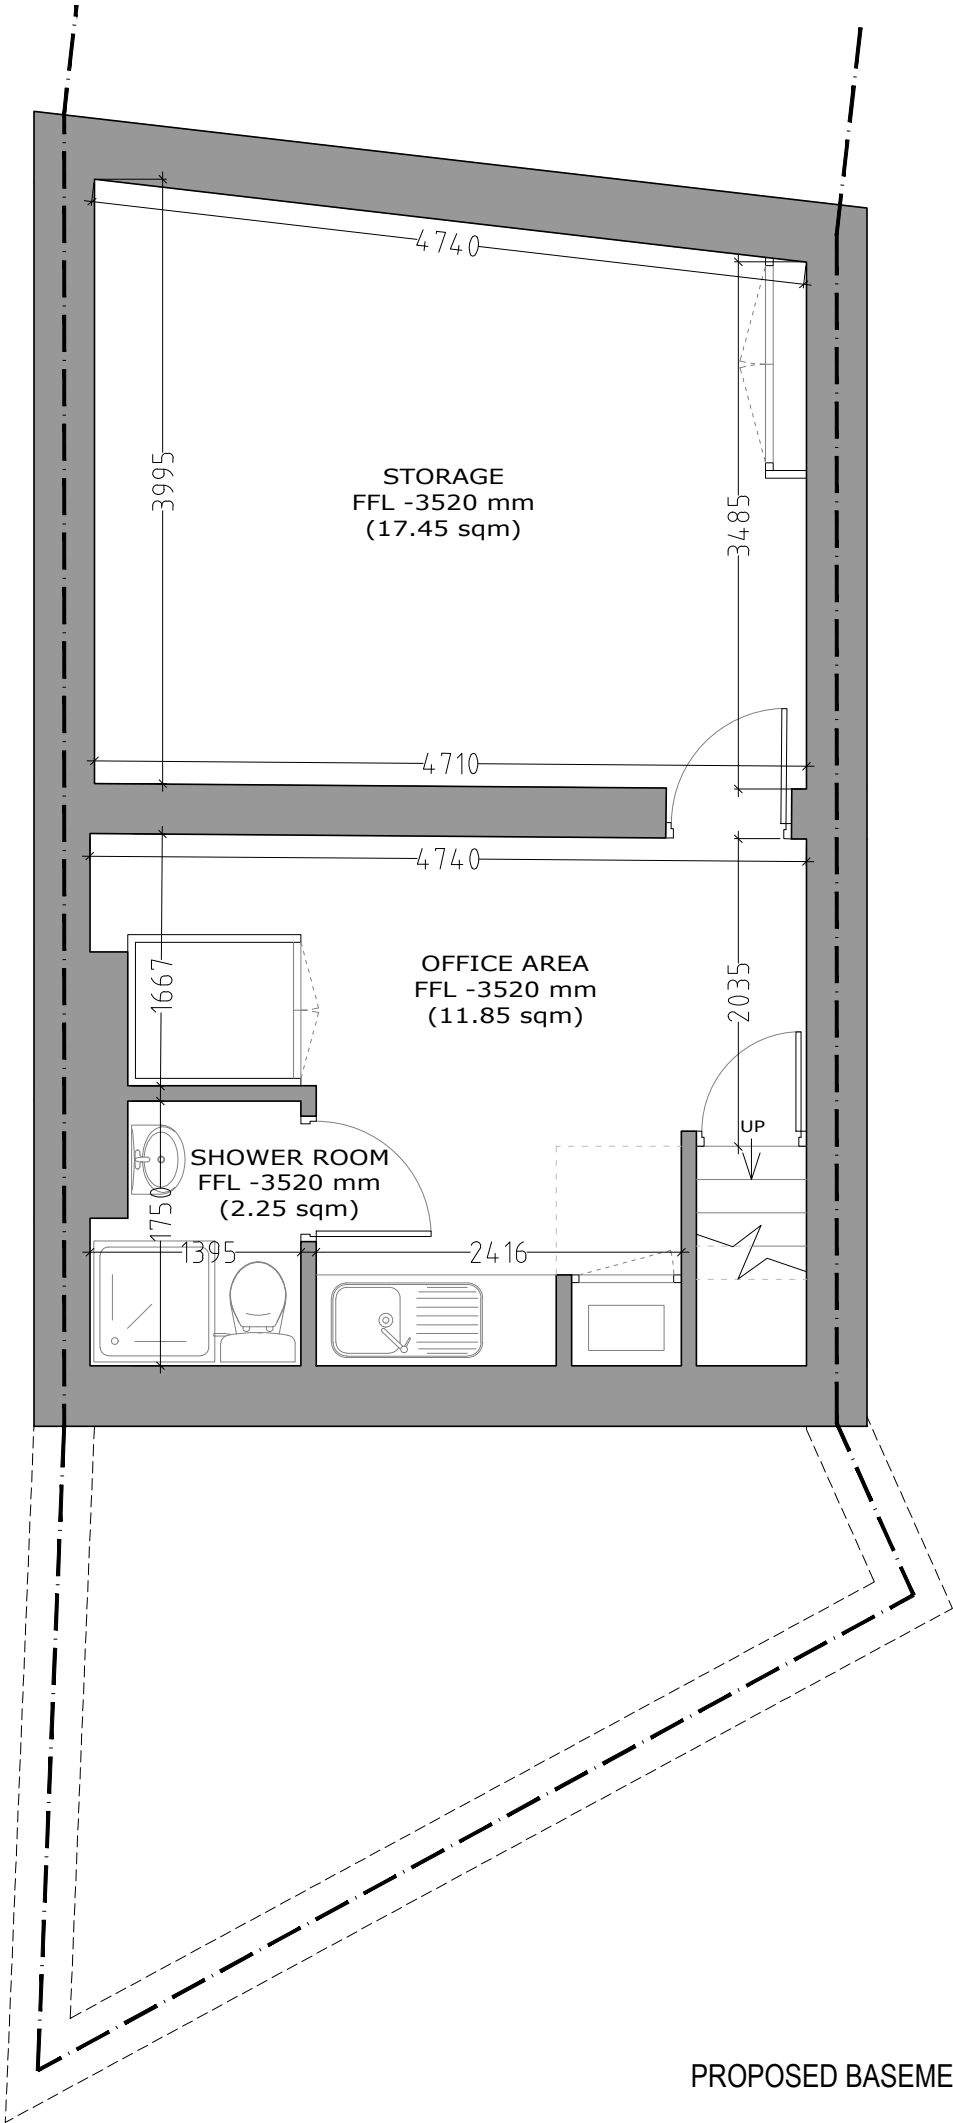 4740
3995
STORAGE
FFL -3520 mm
(17.45 sqm)
3485
4710
4740
1667
OFFICE AREA
FFL -3520 mm
(11.85 sqm)
2035
UP
SHOWER ROOM
FFL -3520 mm
(2.25 sqm)
1750
1395
2416
PROPOSED BASEME